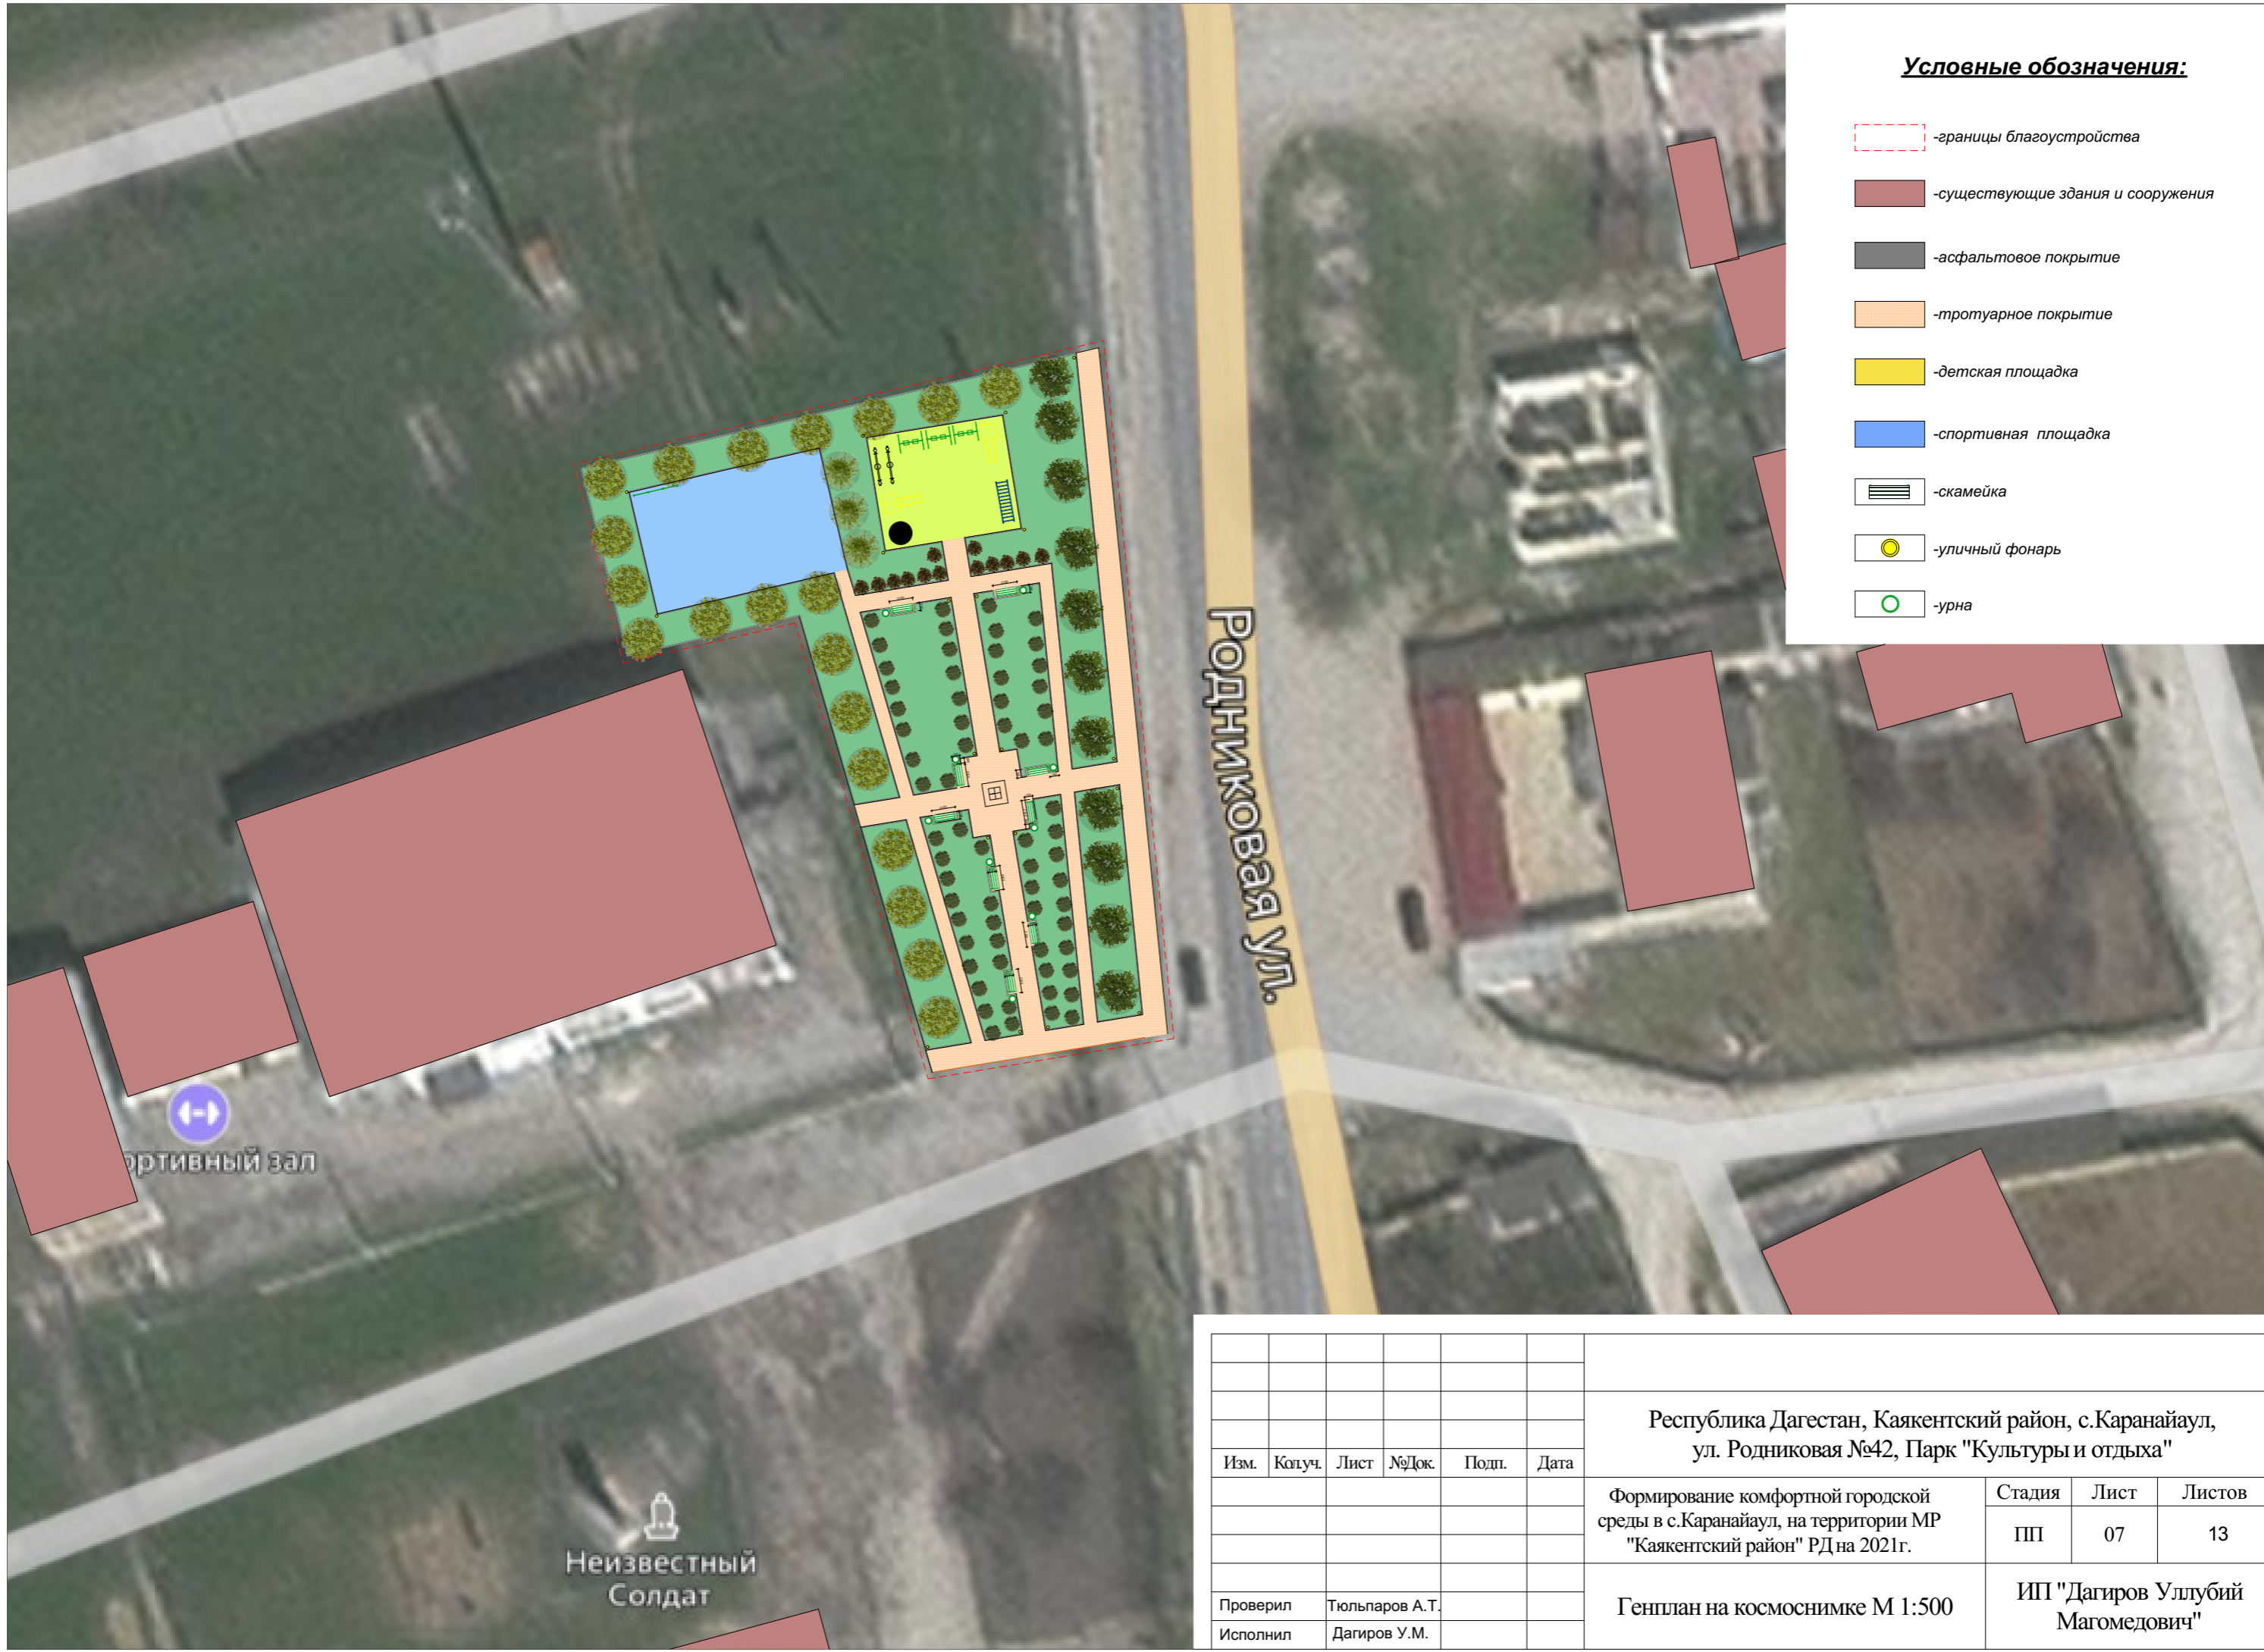 Условные обозначения:
-границы благоустройства
-существующие здания и сооружения
-асфальтовое покрытие
-тротуарное покрытие
-детская площадка
-спортивная площадка
-скамейка
-уличный фонарь
-урна
Родниковая ул.
ортивный зал
Неизвестный
Солдат
Республика Дагестан, Каякентский район, с.Каранайаул,
ул. Родниковая №42, Парк "Культуры и отдыха"
Изм. Кол.уч. Лист №Док. Подп. Дата
Формирование комфортной городской
среды в с.Каранайаул, на территории МР
"Каякентский район" РД на 2021г.
Стадия Лист Листов
ПП 07 13
Генплан на космоснимке М 1:500
ИП "Дагиров Уллубий
Магомедович"
Проверил Тюльпаров А.Т.
Исполнил Дагиров У.М.